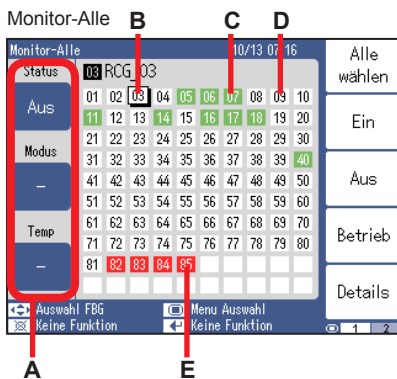 Monitor-Alle
B C D
Monitor-Alle 10/13 07:16
Status
03 RCG_03
Aus
Modus
–
Temp
–
01 02 03 04 05 06 07 08 09 10
11 12 13 14 15 16 17 18 19 20
21 22 23 24 25 26 27 28 29 30
31 32 33 34 35 36 37 38 39 40
41 42 43 44 45 46 47 48 49 50
51 52 53 54 55 56 57 58 59 60
61 62 63 64 65 66 67 68 69 70
71 72 73 74 75 76 77 78 79 80
81 82 83 84 85
Alle
wählen
Ein
Aus
Betrieb
Details
Auswahl FBG Menu Auswahl
Keine Funktion Keine Funktion
1 2
A E